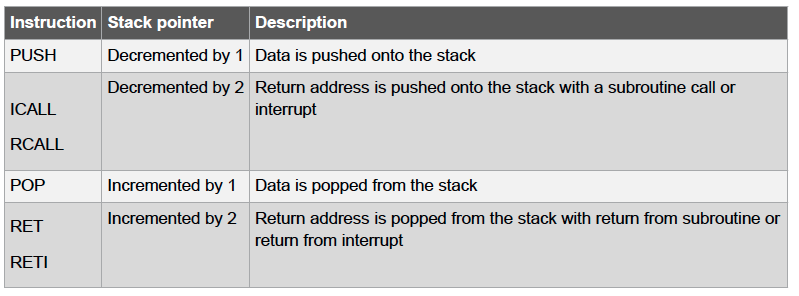 Instruction Stack pointer Description
PUSH Decremented by 1 Data is pushed onto the stack
ICALL
RCALL
Decremented by 2 Return address is pushed onto the stack with a subroutine call or
interrupt
POP Incremented by 1 Data is popped from the stack
RET
RETI
Incremented by 2 Return address is popped from the stack with return from subroutine or
return from interrupt